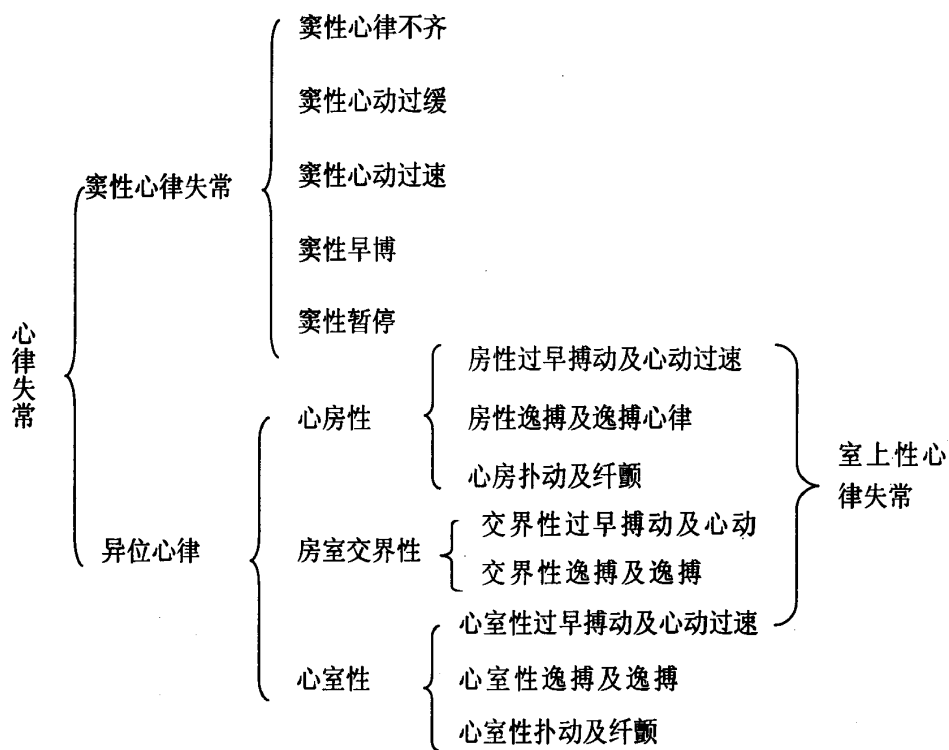 心律失常
窦性心律失常
窦性心律不齐
窦性心动过缓
窦性心动过速
窦性早博
窦性暂停
异位心律
心房性
房性过早搏动及心动过速
房性逸搏及逸搏心律
心房扑动及纤颤
房室交界性
交界性过早搏动及心动
交界性逸搏及逸搏
心室性
心室性过早搏动及心动过速
心室性逸搏及逸搏
心室性扑动及纤颤
室上性心
律失常